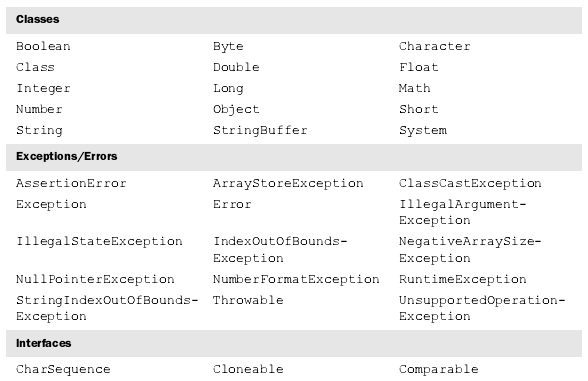 Classes
Boolean Byte Character
Class Double Float
Integer Long Math
Number Object Short
String StringBuffer System
Exceptions/Errors
AssertionError ArrayStoreException ClassCastException
Exception Error IllegalArgument-
Exception
IllegalStateException IndexOutOfBounds- NegativeArraySize-
Exception Exception
NullPointerException NumberFormatException RuntimeException
StringIndexOutOfBounds- Throwable UnsupportedOperation-
Exception Exception
Interfaces
CharSequence Cloneable Comparable